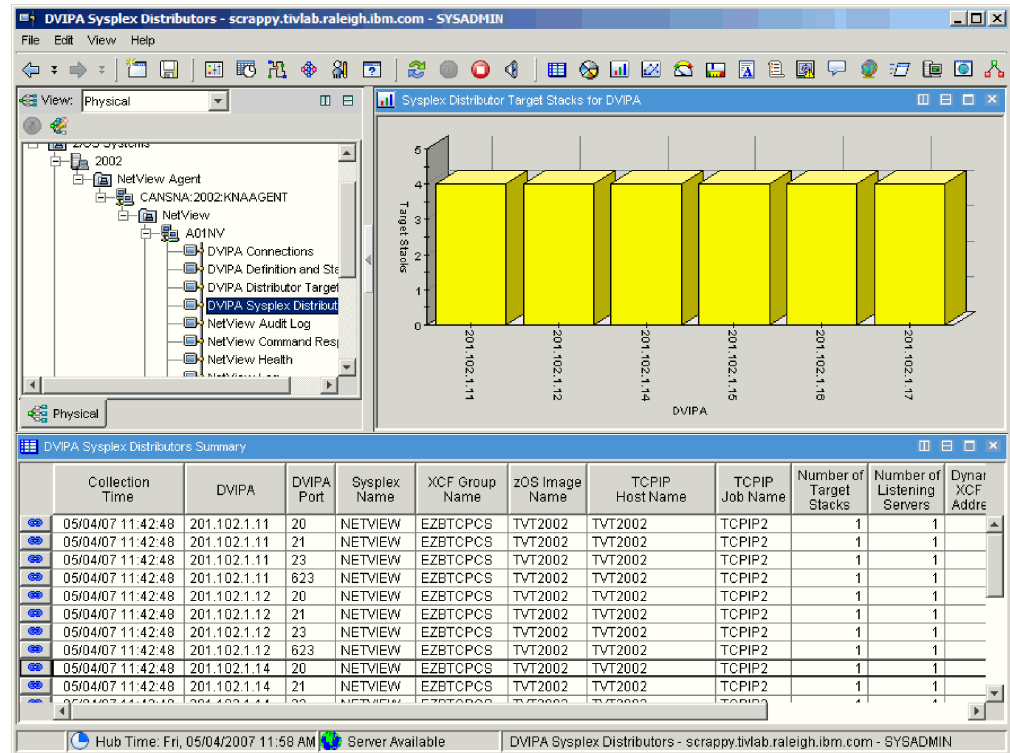 DVIPA Sysplex Distributors - scrappy.tivlab.raleigh.ibm.com - SYSADMIN
File Edit View Help
View: Physical
z/OS Systems
2002
NetView Agent
CANSNA:2002:KNAAGENT
NetView
A01NV
DVIPA Connections
DVIPA Definition and Sta
DVIPA Distributor Target
DVIPA Sysplex Distribut
NetView Audit Log
NetView Command Resp
NetView Health
NetView Log
Physical
Sysplex Distributor Target Stacks for DVIPA
5
4
3
2
1
0
Target Stacks
201.102.1.11
201.102.1.12
201.102.1.14
201.102.1.15
201.102.1.16
201.102.1.17
DVIPA
DVIPA Sysplex Distributors Summary
Collection Time DVIPA DVIPA Port Sysplex Name XCF Group Name zOS Image Name TCPIP Host Name TCPIP Job Name Number of Target Stacks Number of Listening Servers Dynar XCF Addre
05/04/07 11:42:48 201.102.1.11 20 NETVIEW EZBTCPCS TVT2002 TVT2002 TCPIP2 1 1
05/04/07 11:42:48 201.102.1.11 21 NETVIEW EZBTCPCS TVT2002 TVT2002 TCPIP2 1 1
05/04/07 11:42:48 201.102.1.11 23 NETVIEW EZBTCPCS TVT2002 TVT2002 TCPIP2 1 1
05/04/07 11:42:48 201.102.1.11 623 NETVIEW EZBTCPCS TVT2002 TVT2002 TCPIP2 1 1
05/04/07 11:42:48 201.102.1.12 20 NETVIEW EZBTCPCS TVT2002 TVT2002 TCPIP2 1 1
05/04/07 11:42:48 201.102.1.12 21 NETVIEW EZBTCPCS TVT2002 TVT2002 TCPIP2 1 1
05/04/07 11:42:48 201.102.1.12 23 NETVIEW EZBTCPCS TVT2002 TVT2002 TCPIP2 1 1
05/04/07 11:42:48 201.102.1.12 623 NETVIEW EZBTCPCS TVT2002 TVT2002 TCPIP2 1 1
05/04/07 11:42:48 201.102.1.14 20 NETVIEW EZBTCPCS TVT2002 TVT2002 TCPIP2 1 1
05/04/07 11:42:48 201.102.1.14 21 NETVIEW EZBTCPCS TVT2002 TVT2002 TCPIP2 1 1
Hub Time: Fri, 05/04/2007 11:58 AM Server Available DVIPA Sysplex Distributors - scrappy.tivlab.raleigh.ibm.com - SYSADMIN